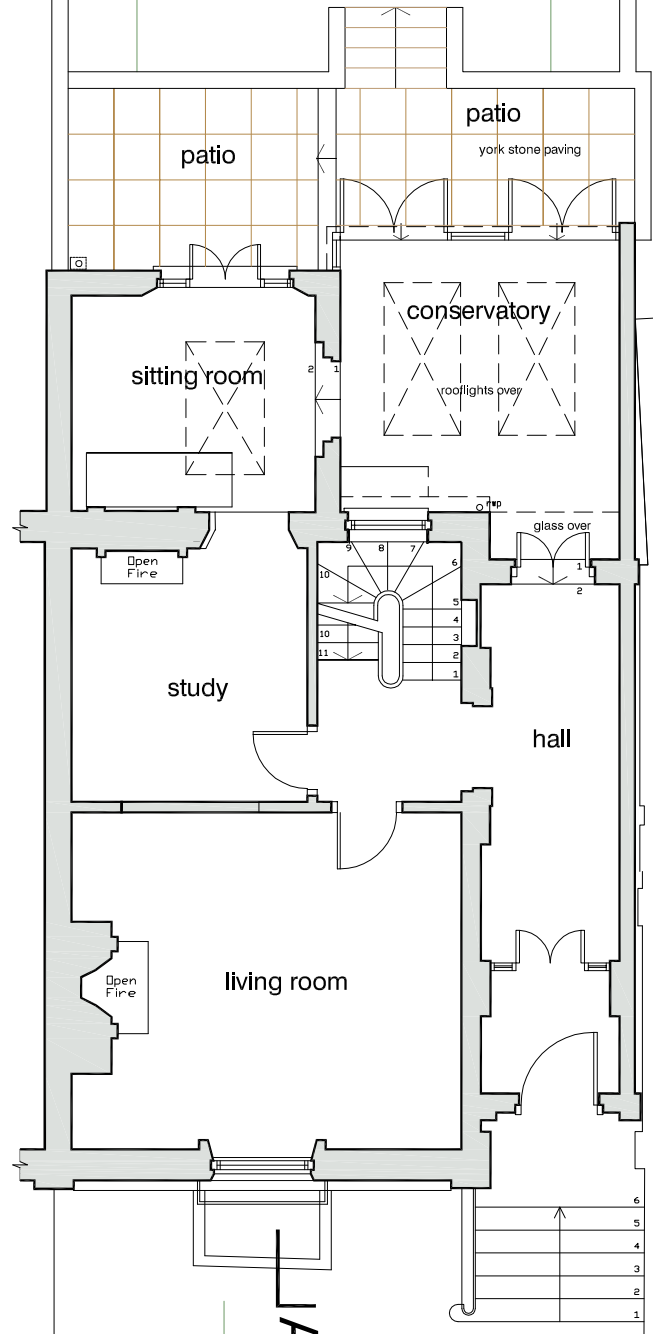 patio
patio
york stone paving
conservatory
sitting room
2 1
rooflights over
rwp
glass over
Open
Fire
9 8 7
6
10
5
4
10
3
11
2
1
1
2
study
hall
living room
Open
Fire
6
5
4
3
2
1
LA